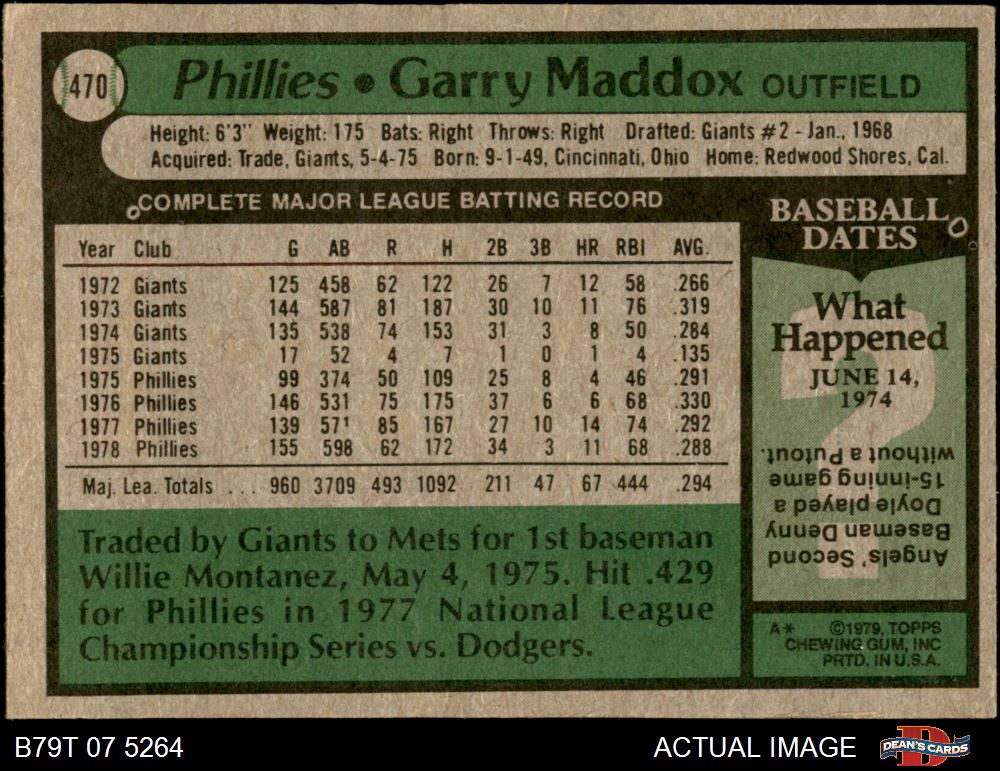 470
Phillies • Garry Maddox OUTFIELD
Height: 6'3" Weight: 175 Bats: Right Throws: Right Drafted: Giants #2 - Jan., 1968
Acquired: Trade, Giants, 5-4-75 Born: 9-1-49, Cincinnati, Ohio Home: Redwood Shores, Cal.
COMPLETE MAJOR LEAGUE BATTING RECORD
Year Club G AB R H 2B 3B HR RBI AVG.
1972 Giants 125 458 62 122 26 7 12 58 .266
1973 Giants 144 587 81 187 30 10 11 76 .319
1974 Giants 135 538 74 153 31 3 8 50 .284
1975 Giants 17 52 4 7 1 0 1 4 .135
1975 Phillies 99 374 50 109 25 8 4 46 .291
1976 Phillies 146 531 75 175 37 6 6 68 .330
1977 Phillies 139 571 85 167 27 10 14 74 .292
1978 Phillies 155 598 62 172 34 3 11 68 .288
Maj. Lea. Totals ... 960 3709 493 1092 211 47 67 444 .294
Traded by Giants to Mets for 1st baseman
Willie Montanez, May 4, 1975. Hit .429
for Phillies in 1977 National League
Championship Series vs. Dodgers.
BASEBALL
DATES
What
Happened
JUNE 14,
1974
?
Angels' Second
Baseman Denny
Doyle played a
15-inning game
without a Putout.
A* ©1979, TOPPS
CHEWING GUM, INC
PRTD. IN U.S.A.
B79T 07 5264
ACTUAL IMAGE
DEAN'S CARDS